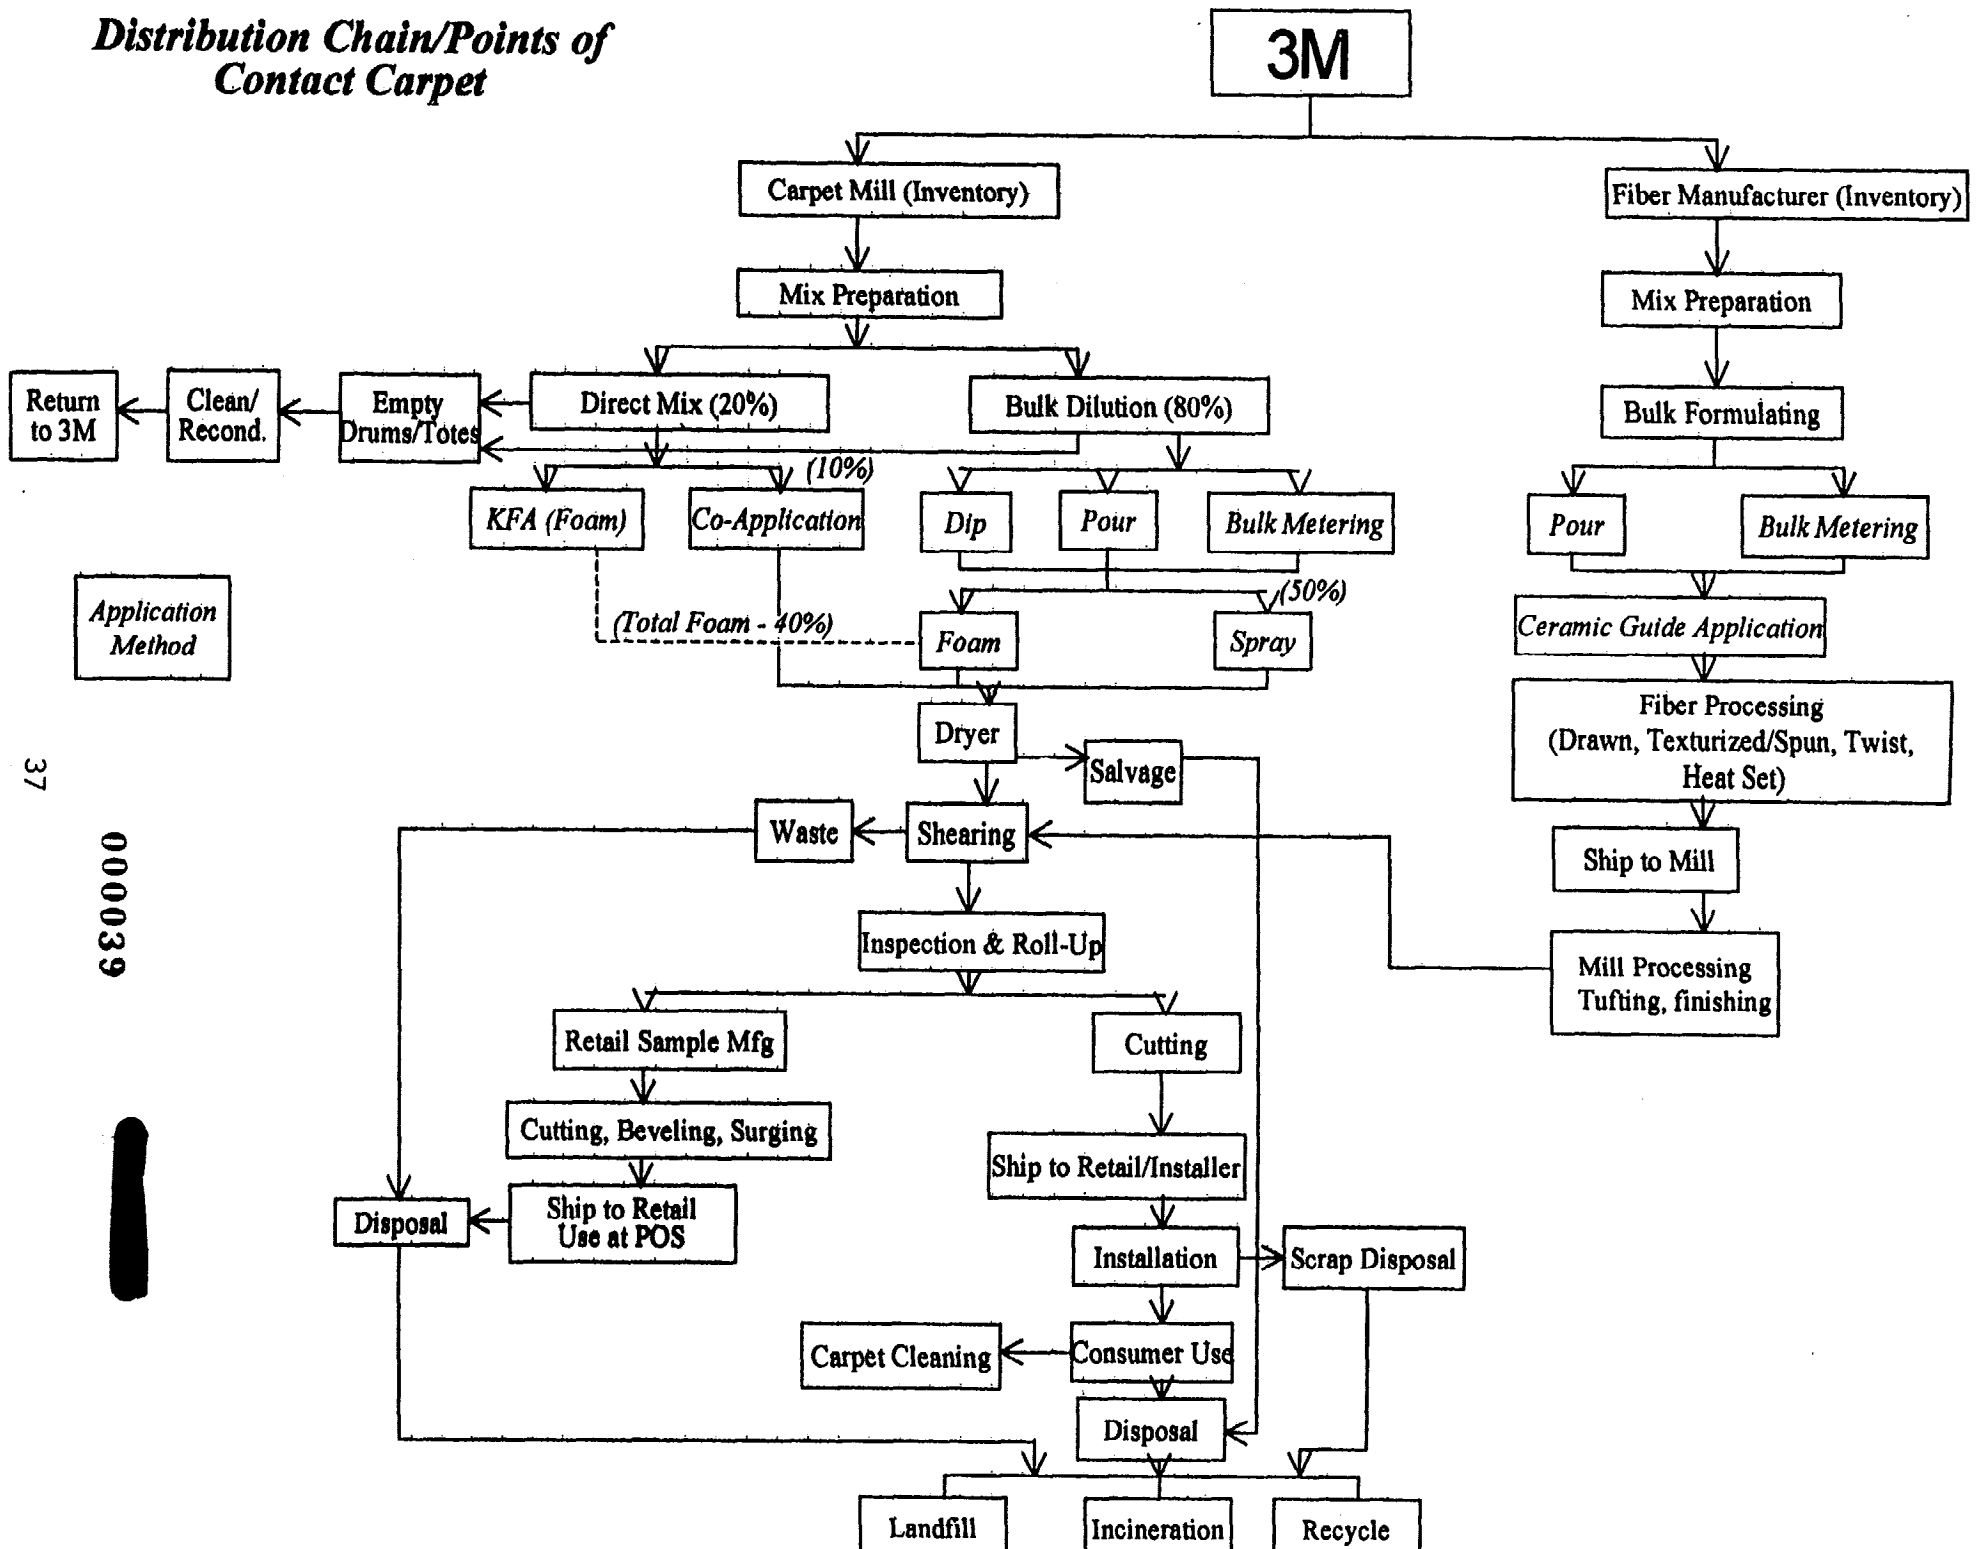 Distribution Chain/Points of
Contact Carpet
3M
Carpet Mill (Inventory)
Fiber Manufacturer (Inventory)
Mix Preparation
Mix Preparation
Return
to 3M
Clean/
Recond.
Empty
Drums/Totes
Direct Mix (20%)
Bulk Dilution (80%)
Bulk Formulating
(10%)
KFA (Foam)
Co-Application
Dip
Pour
Bulk Metering
Pour
Bulk Metering
Application
Method
(50%)
(Total Foam - 40%)
Foam
Spray
Ceramic Guide Application
Fiber Processing
(Drawn, Texturized/Spun, Twist,
Heat Set)
Dryer
Salvage
37
Waste
Shearing
Ship to Mill
000039
Inspection & Roll-Up
Mill Processing
Tufting, finishing
Retail Sample Mfg
Cutting
Cutting, Beveling, Surging
Ship to Retail/Installer
Disposal
Ship to Retail
Use at POS
Installation
Scrap Disposal
Carpet Cleaning
Consumer Use
Disposal
Landfill
Incineration
Recycle